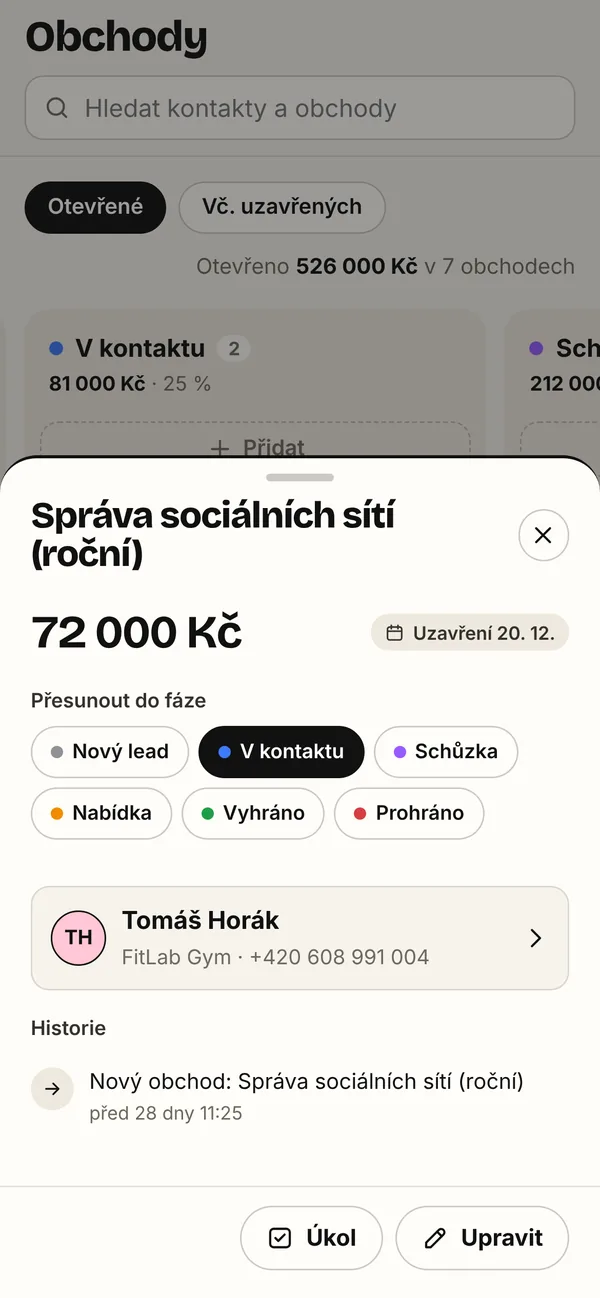 Obchody
Hledat kontakty a obchody
Otevřené
Vč. uzavřených
Otevřeno 526 000 Kč v 7 obchodech
V kontaktu 2
81 000 Kč · 25 %
Sch
212 000
+ Přidat
Správa sociálních sítí
(roční)
72 000 Kč
Uzavření 20. 12.
Přesunout do fáze
Nový lead
V kontaktu
Schůzka
Nabídka
Vyhráno
Prohráno
TH
Tomáš Horák
FitLab Gym · +420 608 991 004
Historie
Nový obchod: Správa sociálních sítí (roční)
před 28 dny 11:25
Úkol
Upravit